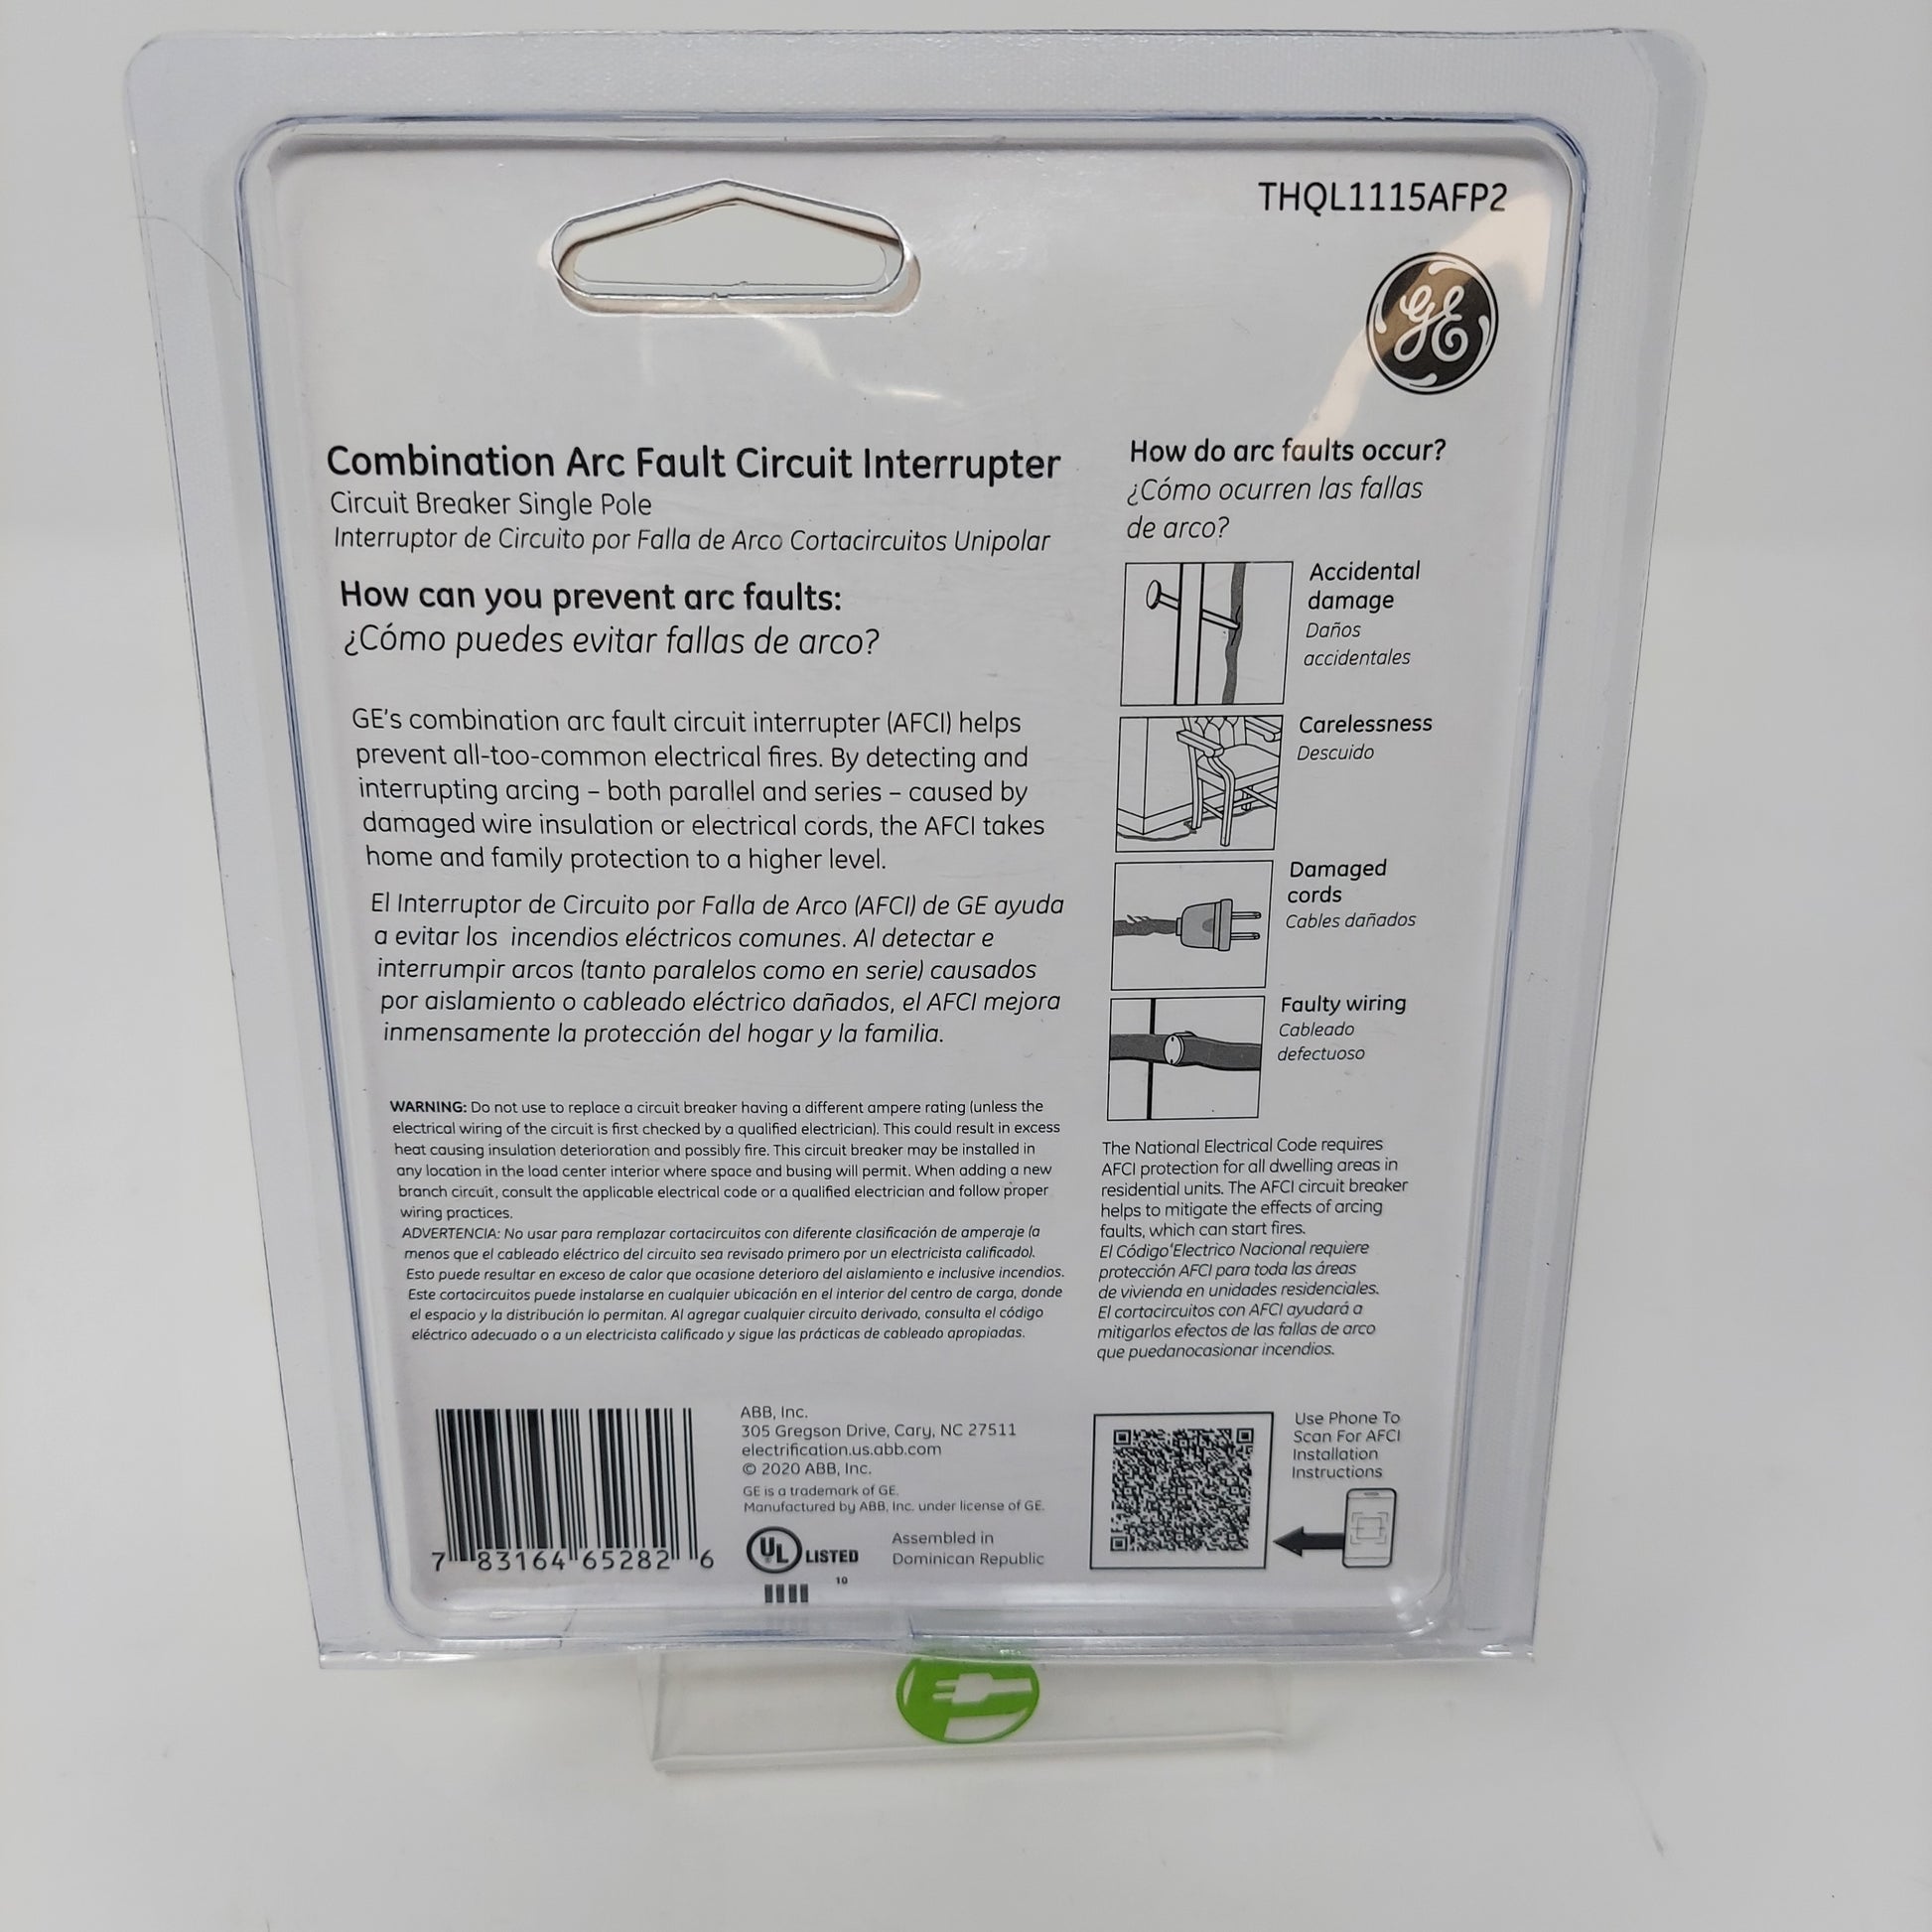 THQL1115AFP2
GE
Combination Arc Fault Circuit Interrupter
Circuit Breaker Single Pole
Interruptor de Circuito por Falla de Arco Cortacircuitos Unipolar
How can you prevent arc faults:
¿Cómo puedes evitar fallas de arco?
GE's combination arc fault circuit interrupter (AFCI) helps
prevent all-too-common electrical fires. By detecting and
interrupting arcing – both parallel and series – caused by
damaged wire insulation or electrical cords, the AFCI takes
home and family protection to a higher level.
El Interruptor de Circuito por Falla de Arco (AFCI) de GE ayuda
a evitar los incendios eléctricos comunes. Al detectar e
interrumpir arcos (tanto paralelos como en serie) causados
por aislamiento o cableado eléctrico dañados, el AFCI mejora
inmensamente la protección del hogar y la familia.
WARNING: Do not use to replace a circuit breaker having a different ampere rating (unless the
electrical wiring of the circuit is first checked by a qualified electrician). This could result in excess
heat causing insulation deterioration and possibly fire. This circuit breaker may be installed in
any location in the load center interior where space and busing will permit. When adding a new
branch circuit, consult the applicable electrical code or a qualified electrician and follow proper
wiring practices.
ADVERTENCIA: No usar para remplazar cortacircuitos con diferente clasificación de amperaje (a
menos que el cableado eléctrico del circuito sea revisado primero por un electricista calificado).
Esto puede resultar en exceso de calor que ocasione deterioro del aislamiento e inclusive incendios.
Este cortacircuitos puede instalarse en cualquier ubicación en el interior del centro de carga, donde
el espacio y la distribución lo permitan. Al agregar cualquier circuito derivado, consulta el código
eléctrico adecuado o a un electricista calificado y sigue las prácticas de cableado apropiadas.
How do arc faults occur?
¿Cómo ocurren las fallas
de arco?
Accidental
damage
Daños
accidentales
Carelessness
Descuido
Damaged
cords
Cables dañados
Faulty wiring
Cableado
defectuoso
The National Electrical Code requires
AFCI protection for all dwelling areas in
residential units. The AFCI circuit breaker
helps to mitigate the effects of arcing
faults, which can start fires.
El Código'Electrico Nacional requiere
protección AFCI para toda las áreas
de vivienda en unidades residenciales.
El cortacircuitos con AFCI ayudará a
mitigarlos efectos de las fallas de arco
que puedanocasionar incendios.
7 83164 65282 6
ABB, Inc.
305 Gregson Drive, Cary, NC 27511
electrification.us.abb.com
© 2020 ABB, Inc.
GE is a trademark of GE.
Manufactured by ABB, Inc. under license of GE.
UL LISTED
10
Assembled in
Dominican Republic
Use Phone To
Scan For AFCI
Installation
Instructions